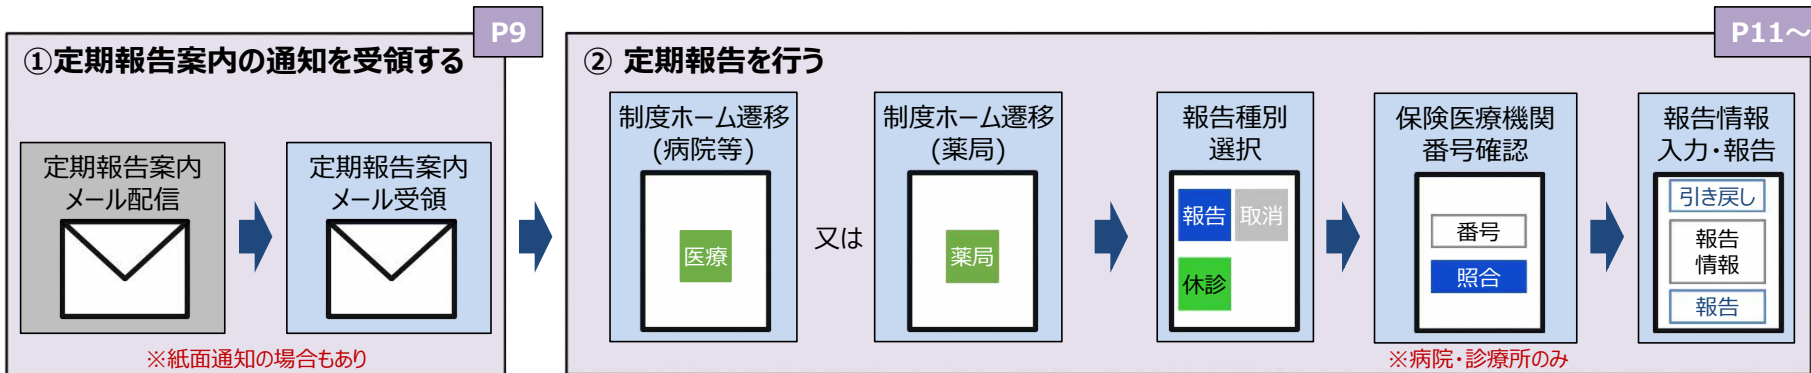 P9
①定期報告案内の通知を受領する
定期報告案内
メール配信
定期報告案内
メール受領
※紙面通知の場合もあり
P11～
② 定期報告を行う
制度ホーム遷移
(病院等)
医療
又は
制度ホーム遷移
(薬局)
薬局
報告種別
選択
報告 取消
休診
保険医療機関
番号確認
番号
照合
※病院・診療所のみ
報告情報
入力・報告
引き戻し
報告
情報
報告